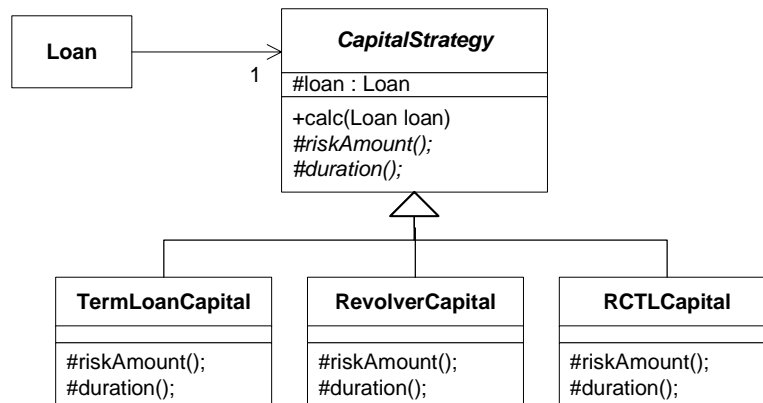 Loan
1
CapitalStrategy
#loan : Loan
+calc(Loan loan)
#riskAmount();
#duration();
TermLoanCapital
#riskAmount();
#duration();
RevolverCapital
#riskAmount();
#duration();
RCTLCapital
#riskAmount();
#duration();